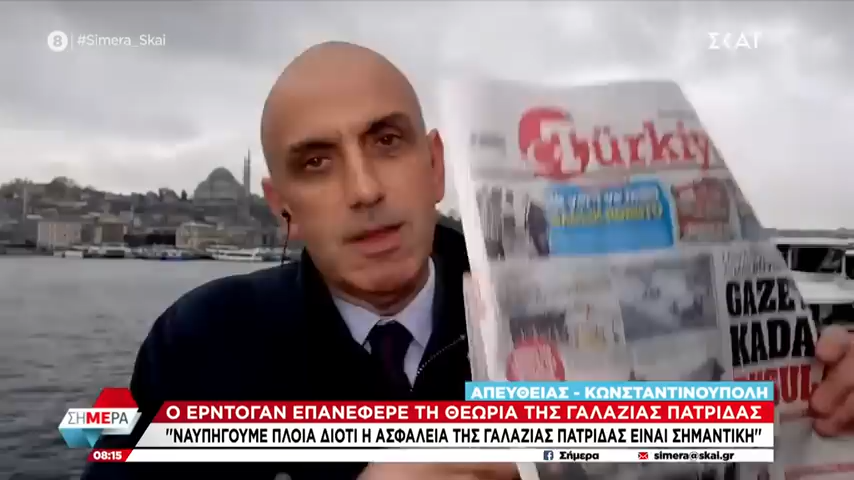 8 #Simera_Skai
ΣΚΑΪ
Türkiy
GAZE
KADA
ΑΠΕΥΘΕΙΑΣ - ΚΩΝΣΤΑΝΤΙΝΟΥΠΟΛΗ
ΣΗΜΕΡΑ
Ο ΕΡΝΤΟΓΑΝ ΕΠΑΝΕΦΕΡΕ ΤΗ ΘΕΩΡΙΑ ΤΗΣ ΓΑΛΑΖΙΑΣ ΠΑΤΡΙΔΑΣ
"ΝΑΥΠΗΓΟΥΜΕ ΠΛΟΙΑ ΔΙΟΤΙ Η ΑΣΦΑΛΕΙΑ ΤΗΣ ΓΑΛΑΖΙΑΣ ΠΑΤΡΙΔΑΣ ΕΙΝΑΙ ΣΗΜΑΝΤΙΚΗ"
08:15
Σήμερα
simera@skai.gr